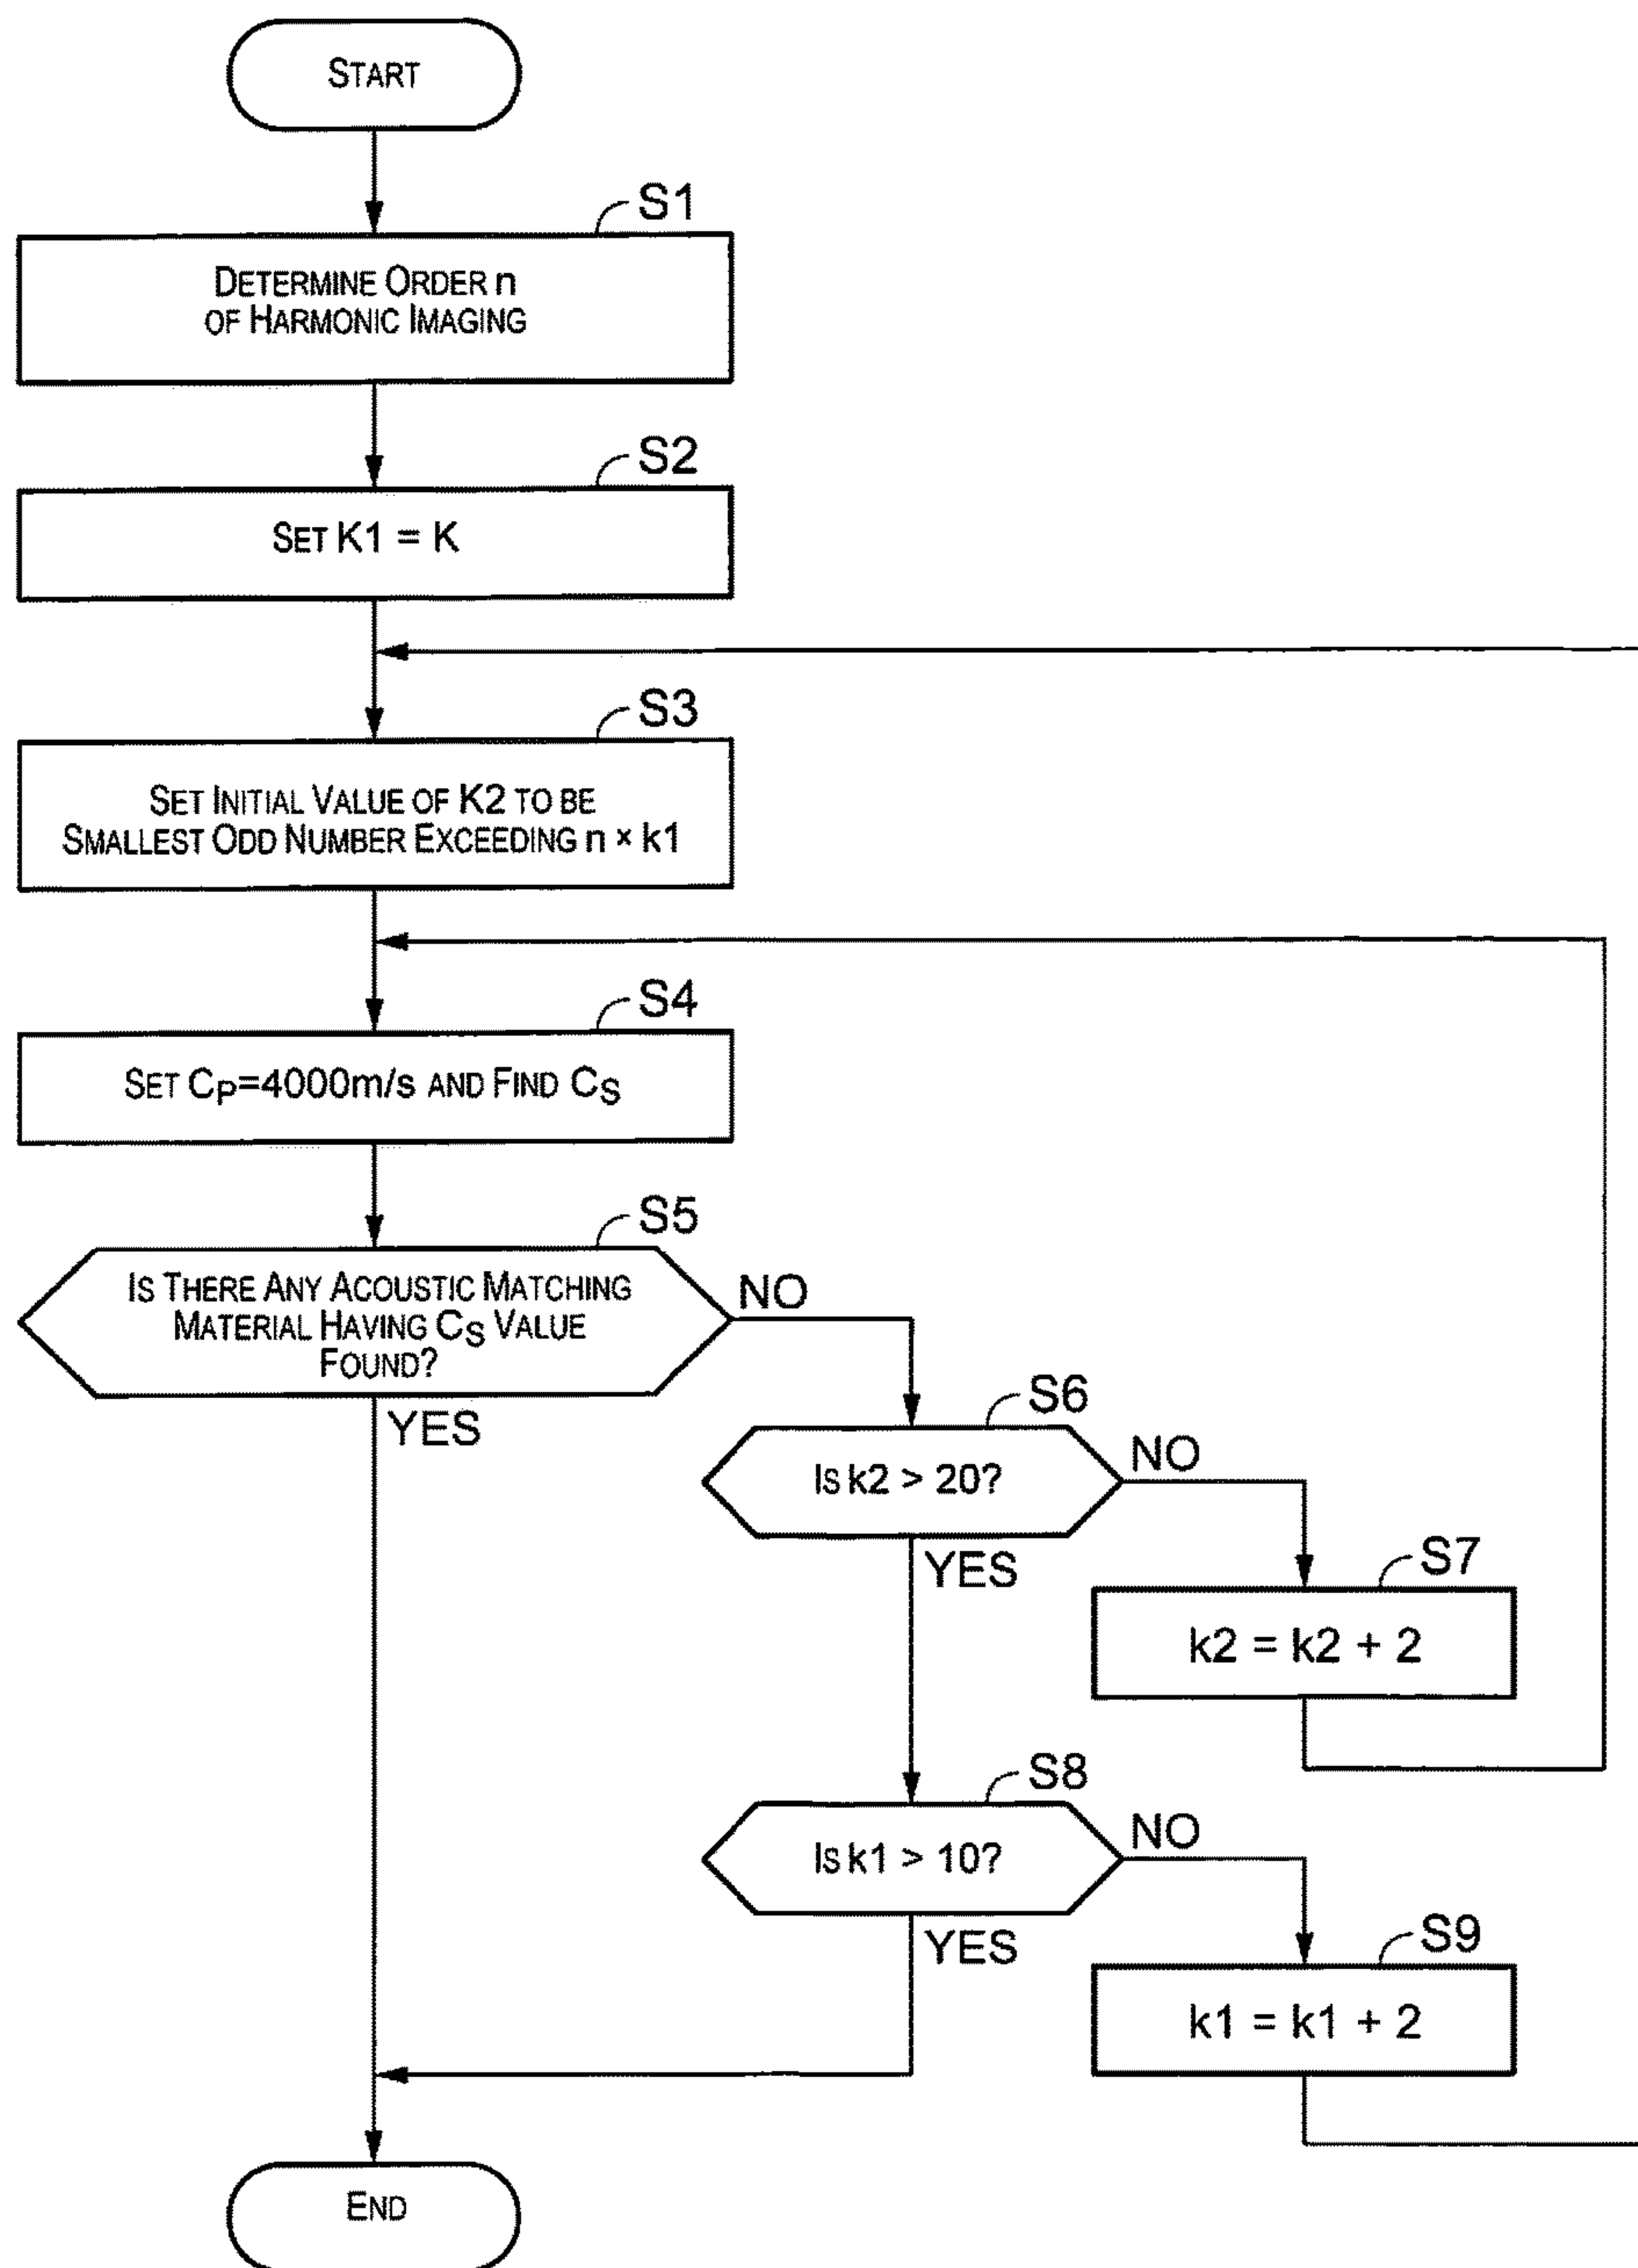 START
S1
DETERMINE ORDER n
OF HARMONIC IMAGING
S2
SET K1 = K
S3
SET INITIAL VALUE OF K2 TO BE
SMALLEST ODD NUMBER EXCEEDING n × k1
S4
SET CP=4000m/s AND FIND CS
S5
IS THERE ANY ACOUSTIC MATCHING
MATERIAL HAVING CS VALUE
FOUND?
NO
YES
S6
IS k2 > 20?
NO
YES
S7
k2 = k2 + 2
S8
IS k1 > 10?
NO
YES
S9
k1 = k1 + 2
END